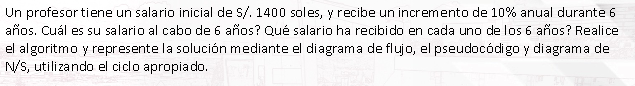 Un profesor tiene un salario inicial de S/. 1400 soles, y recibe un incremento de 10% anual durante 6
años. Cuál es su salario al cabo de 6 años? Qué salario ha recibido en cada uno de los 6 años? Realice
el algoritmo y represente la solución mediante el diagrama de flujo, el pseudocódigo y diagrama de
N/S, utilizando el ciclo apropiado.